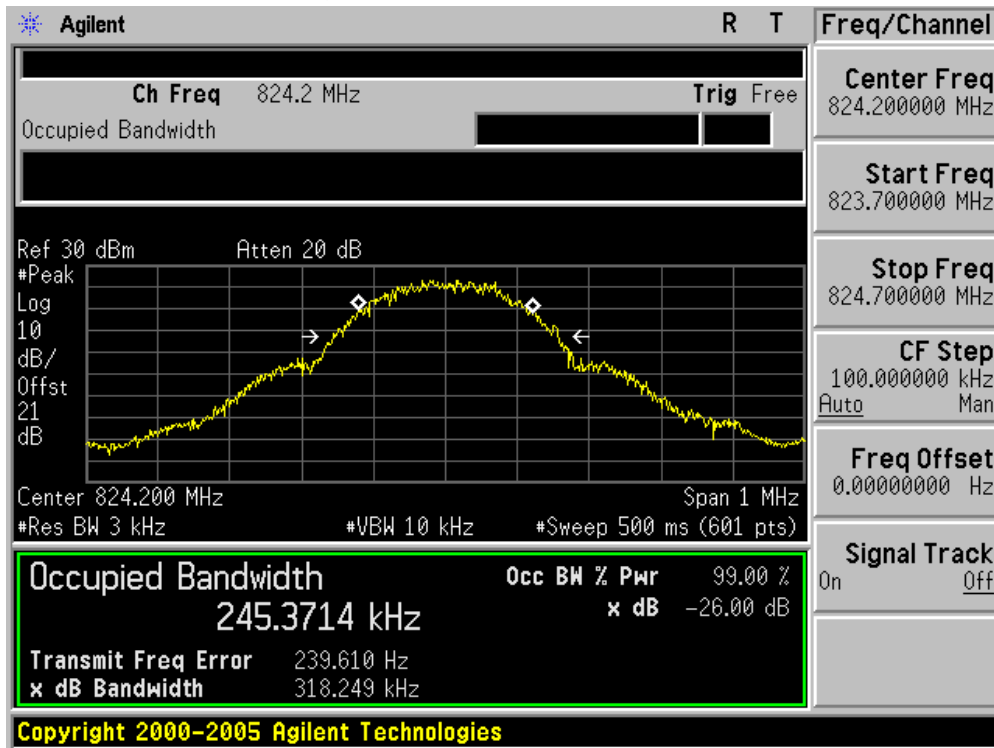 Agilent R T
Freq/Channel
Ch Freq 824.2 MHz Trig Free
Occupied Bandwidth
Center Freq
824.200000 MHz
Start Freq
823.700000 MHz
Stop Freq
824.700000 MHz
CF Step
100.000000 kHz
Auto Man
Freq Offset
0.00000000 Hz
Signal Track
On Off
Ref 30 dBm Atten 20 dB
#Peak
Log
10
dB/
Offst
21
dB
Center 824.200 MHz Span 1 MHz
#Res BW 3 kHz #VBW 10 kHz #Sweep 500 ms (601 pts)
Occupied Bandwidth Occ BW % Pwr 99.00 %
245.3714 kHz x dB -26.00 dB
Transmit Freq Error 239.610 Hz
x dB Bandwidth 318.249 kHz
Copyright 2000-2005 Agilent Technologies